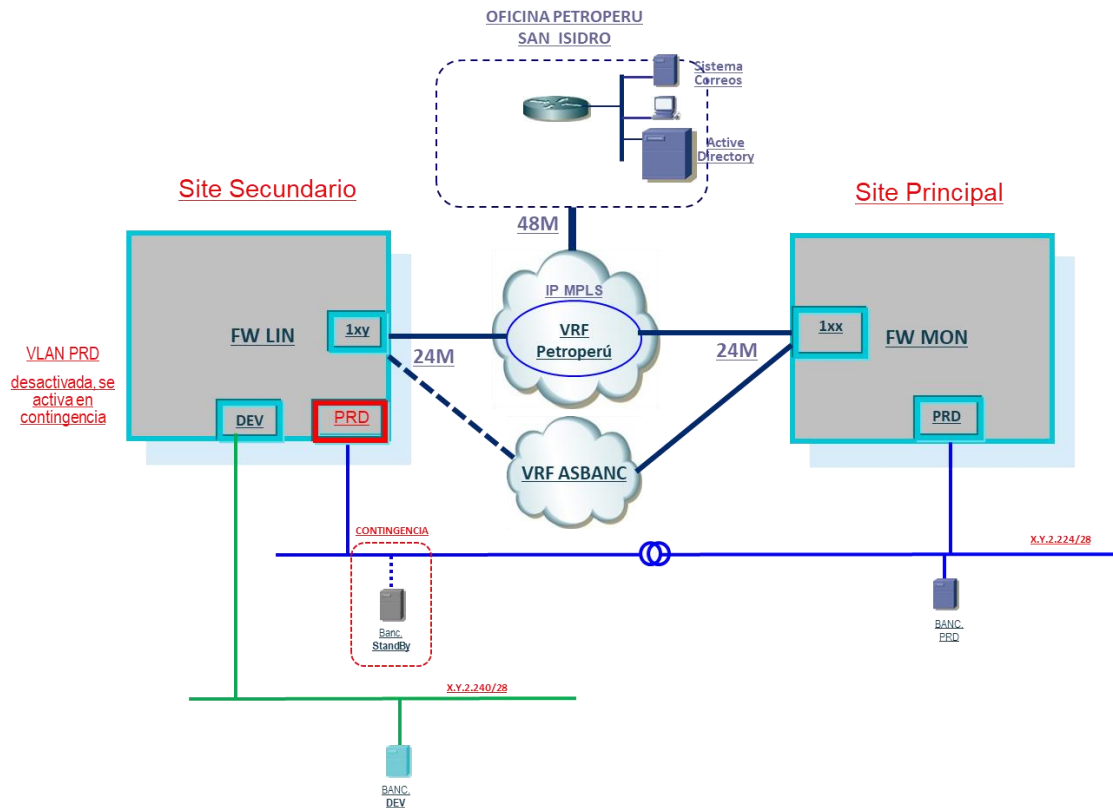 OFICINA PETROPERU
SAN ISIDRO
Sistema
Correos
Active
Directory
Site Secundario
Site Principal
48M
IP MPLS
VRF
Petroperú
1xy
FW LIN
24M
24M
1xx
FW MON
VLAN PRD
desactivada, se
activa en
contingencia
DEV
PRD
PRD
VRF ASBANC
CONTINGENCIA
X.Y.2.224/28
Banc.
StandBy
BANC.
PRD
X.Y.2.240/28
BANC.
DEV